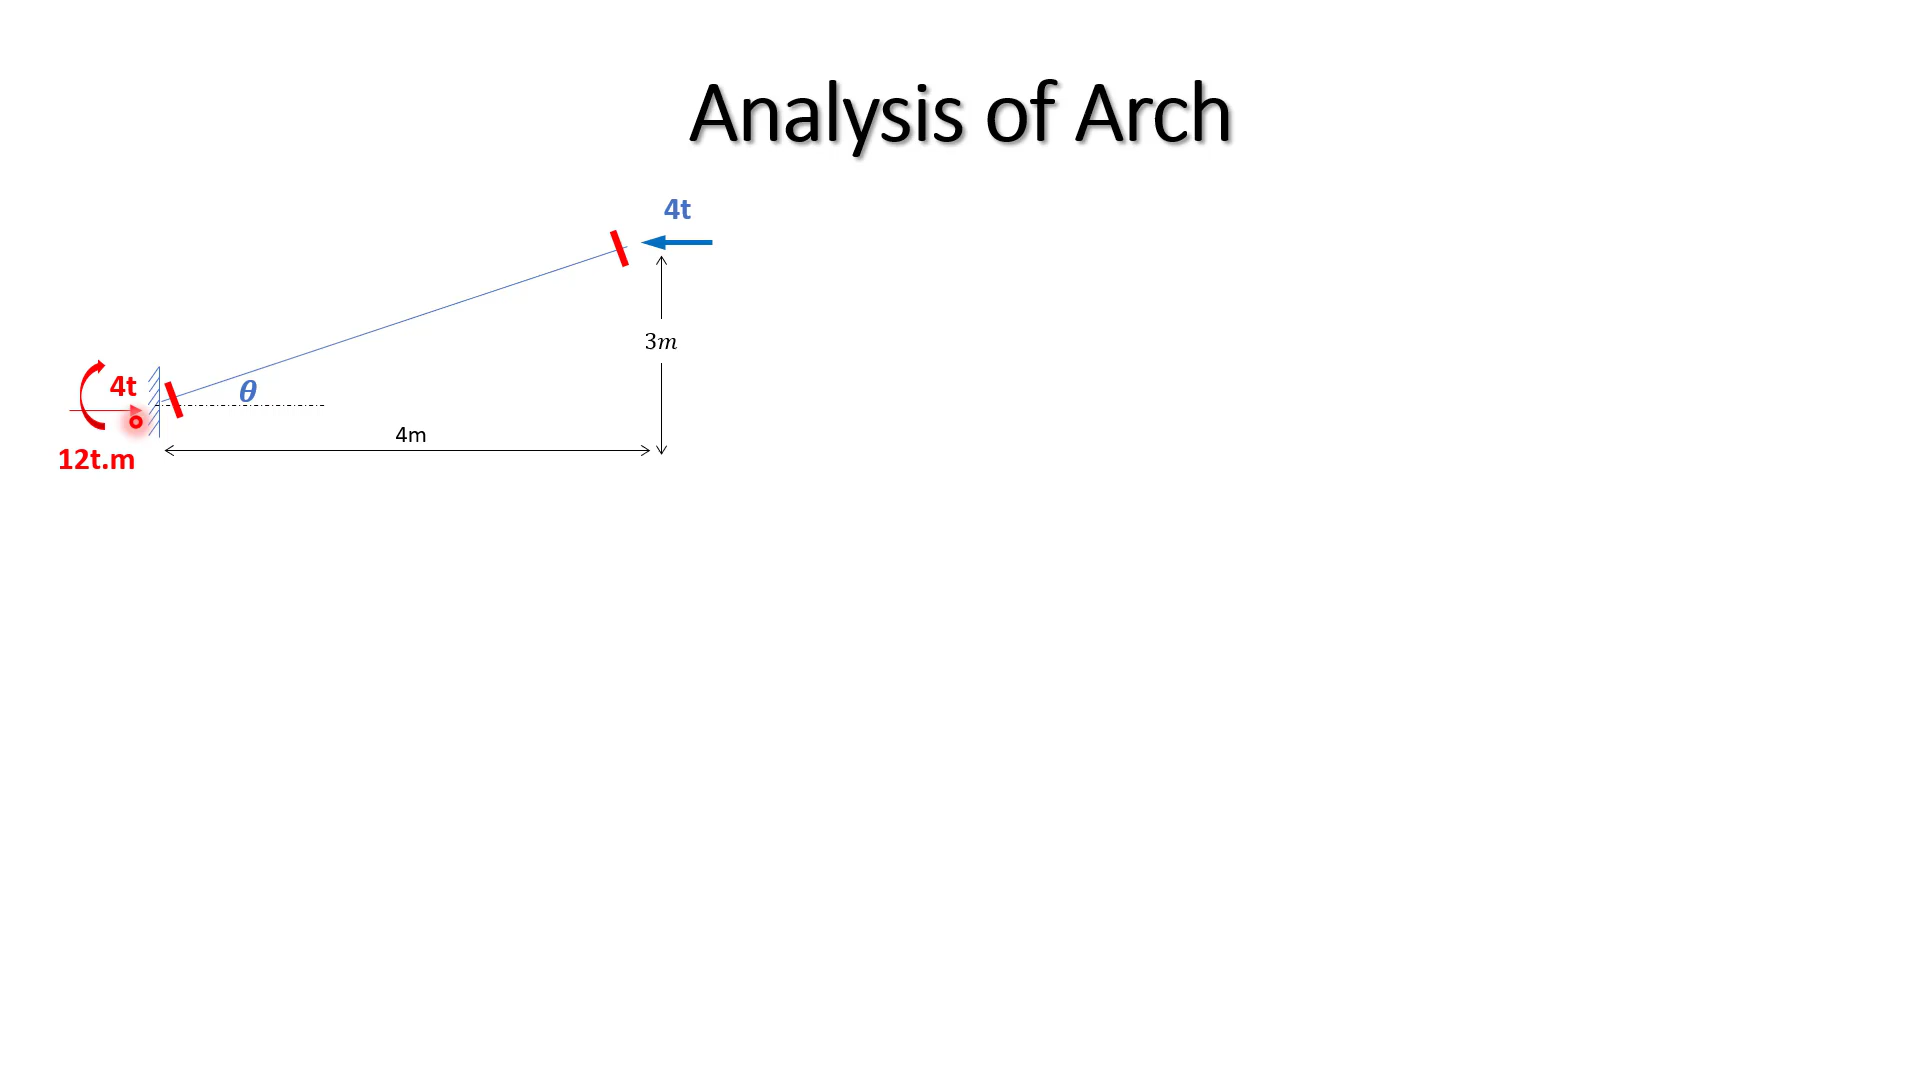 Analysis of Arch
4t
3m
4t
θ
4m
12t.m